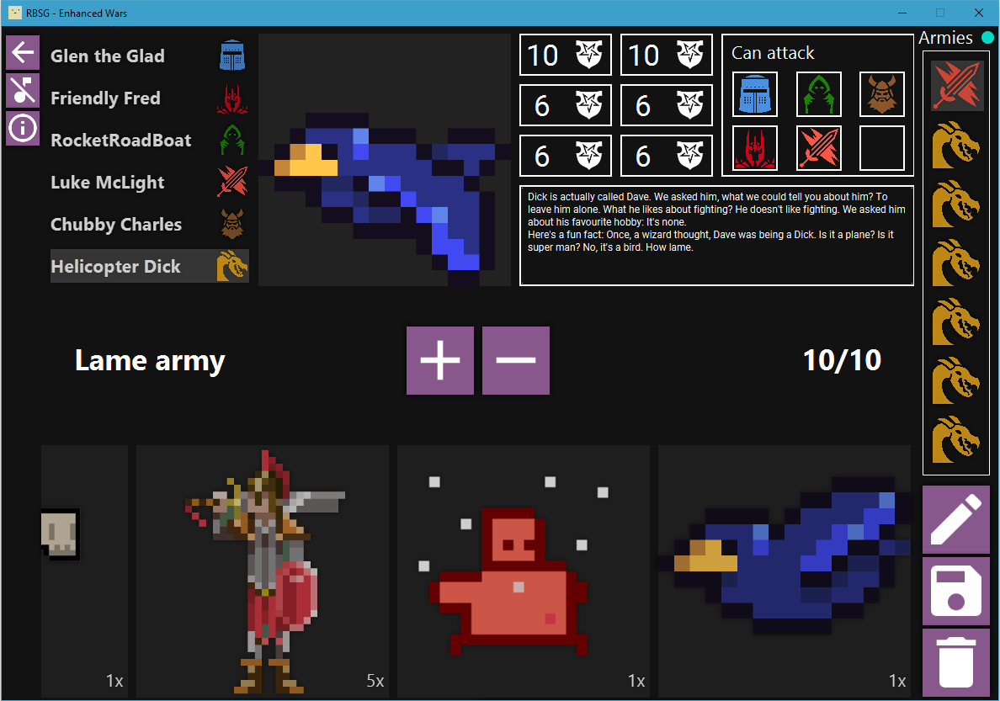 RBSG - Enhanced Wars
Glen the Glad
Friendly Fred
RocketRoadBoat
Luke McLight
Chubby Charles
Helicopter Dick
10
10
6
6
6
6
Can attack
Dick is actually called Dave. We asked him, what we could tell you about him? To
leave him alone. What he likes about fighting? He doesn't like fighting. We asked him
about his favourite hobby: It's none.
Here's a fun fact: Once, a wizard thought, Dave was being a Dick. Is it a plane? Is it
super man? No, it's a bird. How lame.
Armies
Lame army
10/10
1x
5x
1x
1x